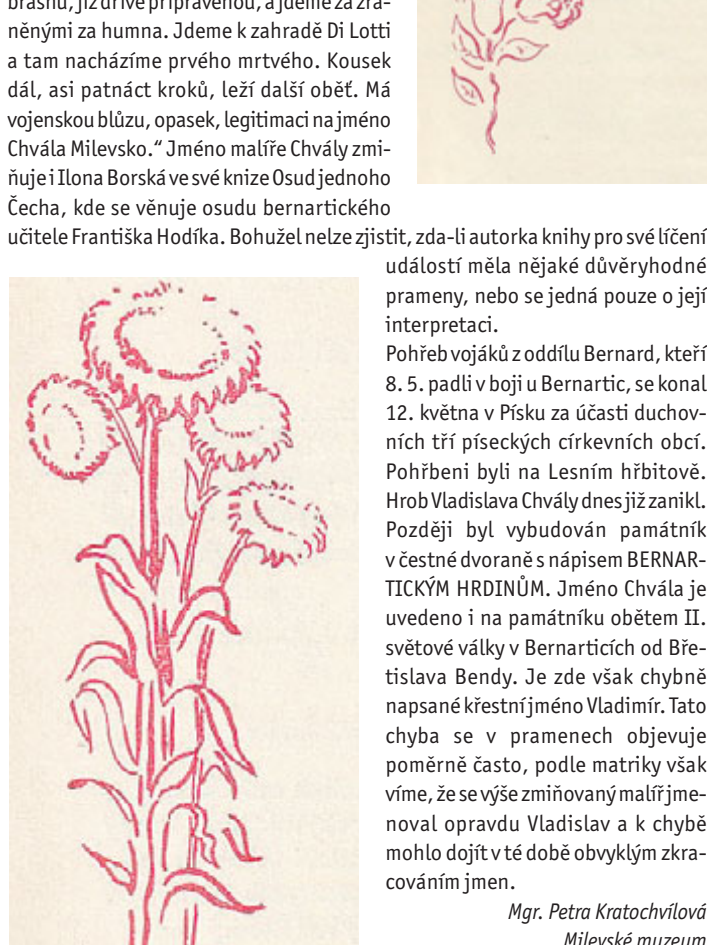 brašnu, již dříve připravenou, a jdeme za zra-
něnými za humna. Jdeme k zahradě Di Lotti
a tam nacházíme prvého mrtvého. Kousek
dál, asi patnáct kroků, leží další oběť. Má
vojenskou blůzu, opasek, legitimaci na jméno
Chvála Milevsko.“ Jméno malíře Chvály zmi-
ňuje i Ilona Borská ve své knize Osud jednoho
Čecha, kde se věnuje osudu bernartického
učitele Františka Hodíka. Bohužel nelze zjistit, zda-li autorka knihy pro své líčení
událostí měla nějaké důvěryhodné
prameny, nebo se jedná pouze o její
interpretaci.
Pohřeb vojáků z oddílu Bernard, kteří
8. 5. padli v boji u Bernartic, se konal
12. května v Písku za účasti duchov-
ních tří píseckých církevních obcí.
Pohřbeni byli na Lesním hřbitově.
Hrob Vladislava Chvály dnes již zanikl.
Později byl vybudován památník
v čestné dvoraně s nápisem BERNAR-
TICKÝM HRDINŮM. Jméno Chvála je
uvedeno i na památníku obětem II.
světové války v Bernarticích od Bře-
tislava Bendy. Je zde však chybně
napsané křestní jméno Vladimír. Tato
chyba se v pramenech objevuje
poměrně často, podle matriky však
víme, že se výše zmiňovaný malíř jme-
noval opravdu Vladislav a k chybě
mohlo dojít v té době obvyklým zkra-
cováním jmen.
Mgr. Petra Kratochvílová
Milevské muzeum